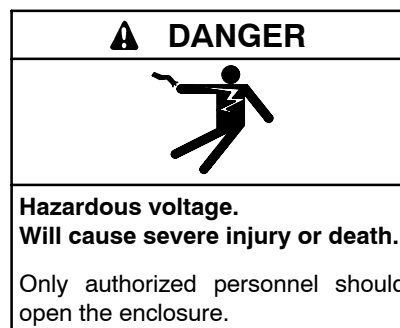 DANGER
Hazardous voltage.
Will cause severe injury or death.
Only authorized personnel should
open the enclosure.